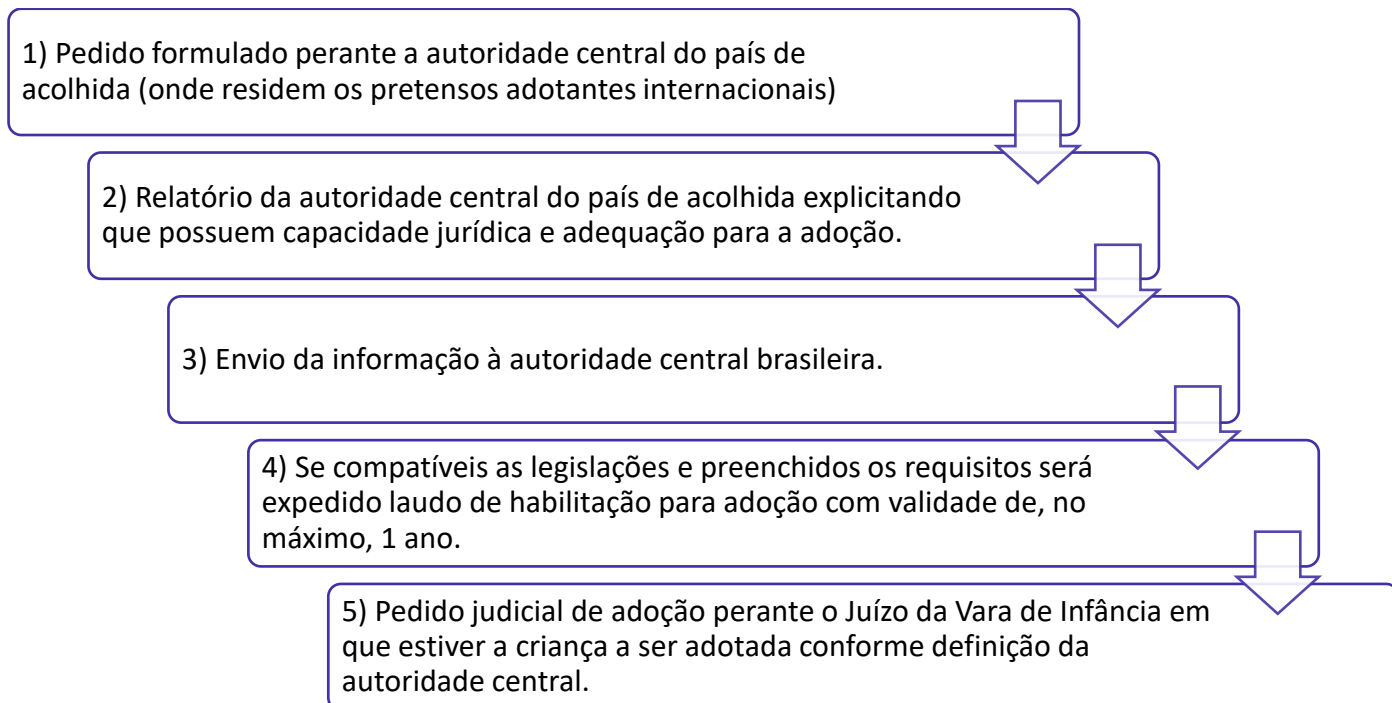 1) Pedido formulado perante a autoridade central do país de
acolhida (onde residem os pretensos adotantes internacionais)
2) Relatório da autoridade central do país de acolhida explicitando
que possuem capacidade jurídica e adequação para a adoção.
3) Envio da informação à autoridade central brasileira.
4) Se compatíveis as legislações e preenchidos os requisitos será
expedido laudo de habilitação para adoção com validade de, no
máximo, 1 ano.
5) Pedido judicial de adoção perante o Juízo da Vara de Infância em
que estiver a criança a ser adotada conforme definição da
autoridade central.